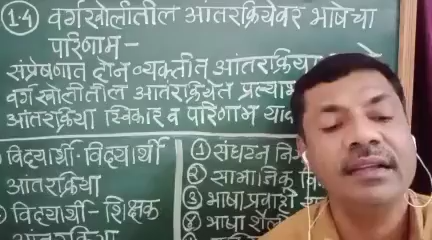 1.4 वर्गखोलीतील आंतरक्रियेवर भाषेचा
परिणाम -
संप्रेषणात दोन व्यक्तीत आंतरक्रिया
वर्गखोलीतील आंतरक्रियेत
आंतरक्रिया स्विकार व परिणाम
विद्यार्थी - विद्यार्थी
आंतरक्रिया
विद्यार्थी - शिक्षक
आंतरक्रिया
① संघटन
② सामाजिक
③ भाषा प्रवाही
④ भाषा शैली